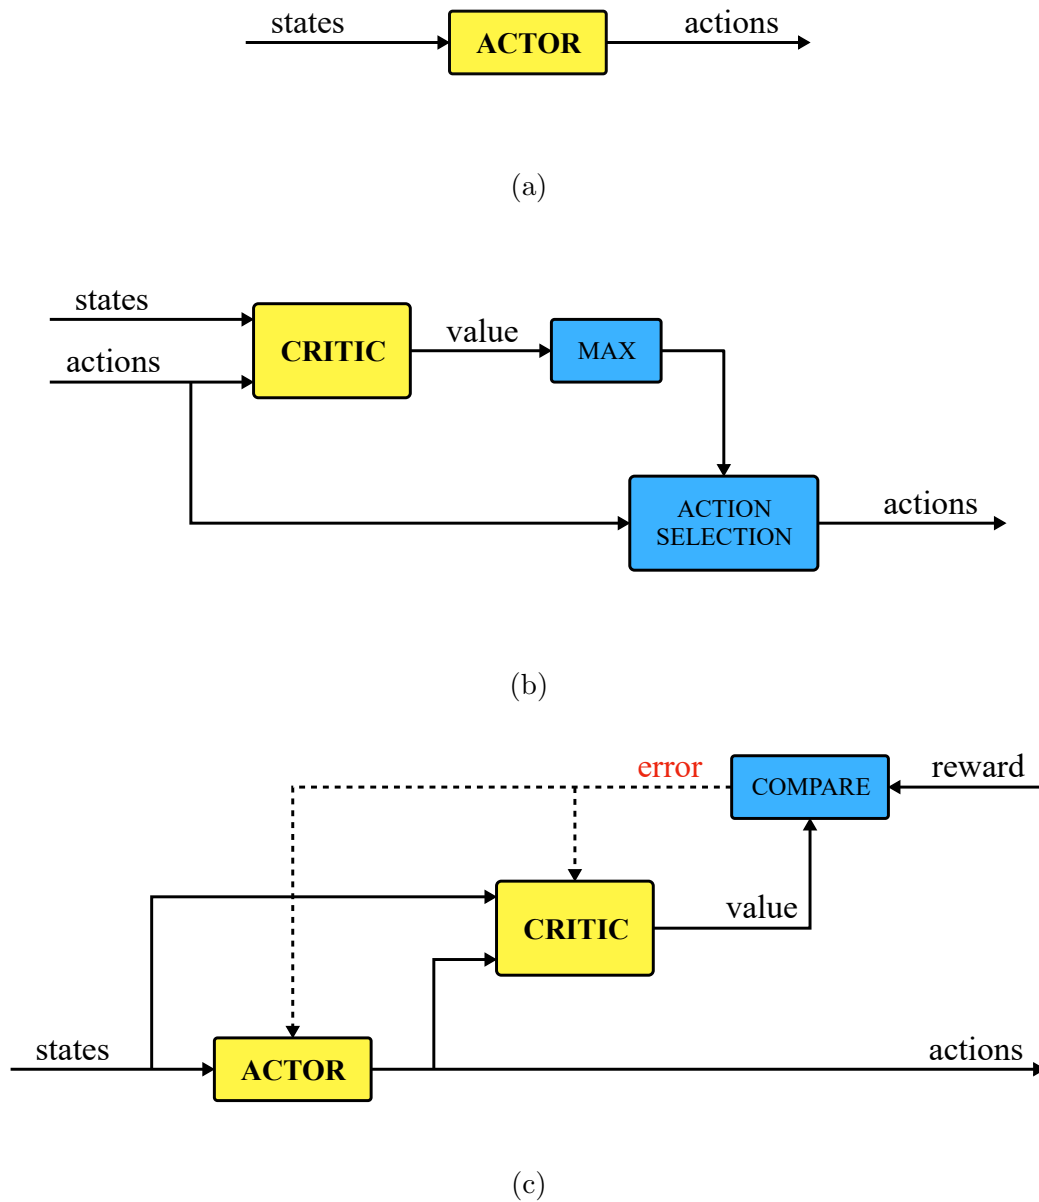 states
ACTOR
actions
(a)
states
actions
CRITIC
value
MAX
ACTION
SELECTION
actions
(b)
error
COMPARE
reward
CRITIC
value
states
ACTOR
actions
(c)